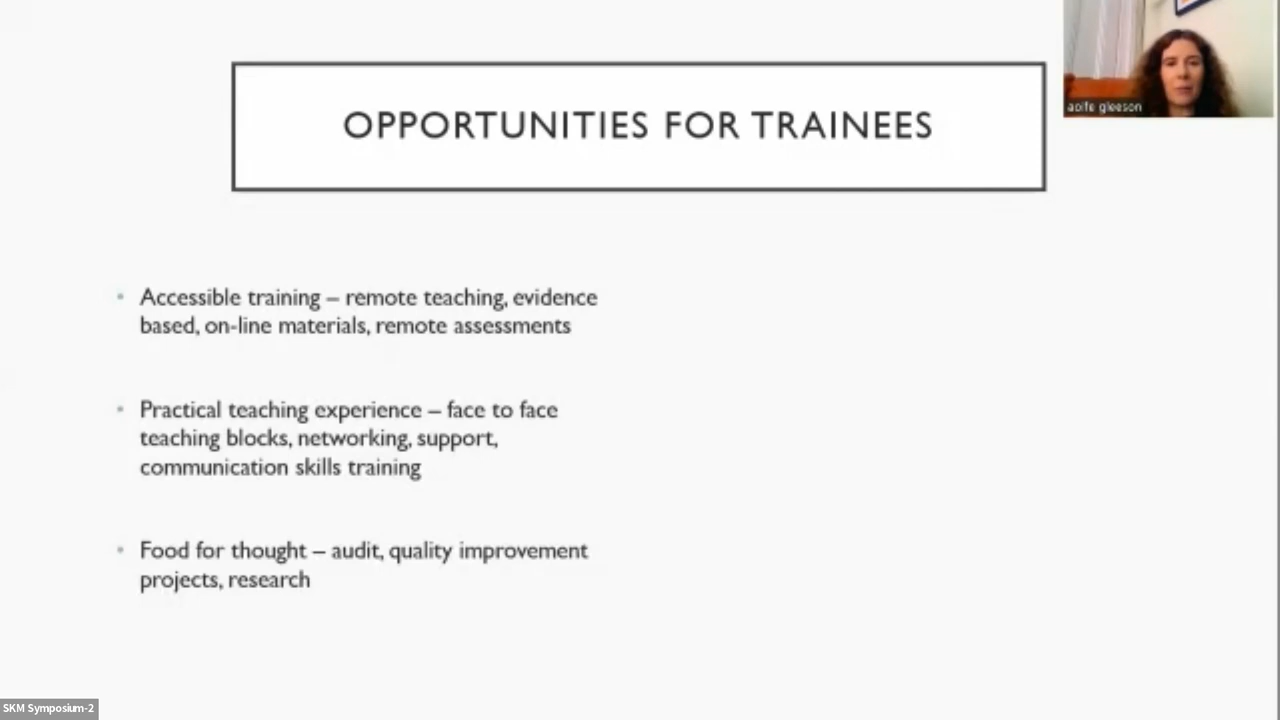 OPPORTUNITIES FOR TRAINEES
aoife gleeson
• Accessible training – remote teaching, evidence
based, on-line materials, remote assessments
• Practical teaching experience – face to face
teaching blocks, networking, support,
communication skills training
• Food for thought – audit, quality improvement
projects, research
SKM Symposium-2